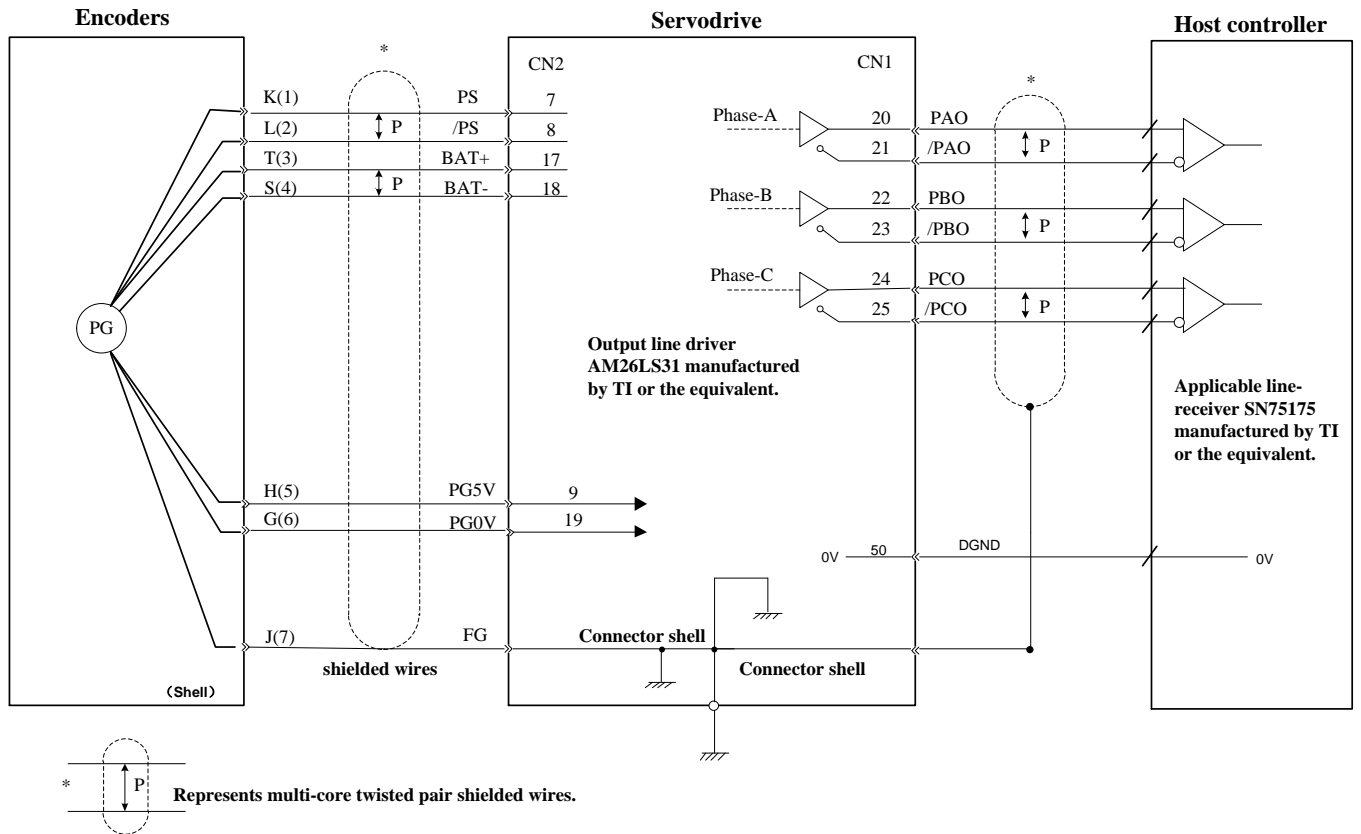 Encoders
Servodrive
Host controller
*
CN2
CN1
*
K(1) PS 7
L(2) P /PS 8
T(3) BAT+ 17
S(4) P BAT- 18
Phase-A 20 PAO
21 /PAO P
Phase-B 22 PBO
23 /PBO P
Phase-C 24 PCO
25 /PCO P
PG
Output line driver
AM26LS31 manufactured
by TI or the equivalent.
Applicable line-
receiver SN75175
manufactured by TI
or the equivalent.
H(5) PG5V 9
G(6) PG0V 19
0V 50 DGND 0V
J(7) FG Connector shell
shielded wires Connector shell
(Shell)
* P Represents multi-core twisted pair shielded wires.